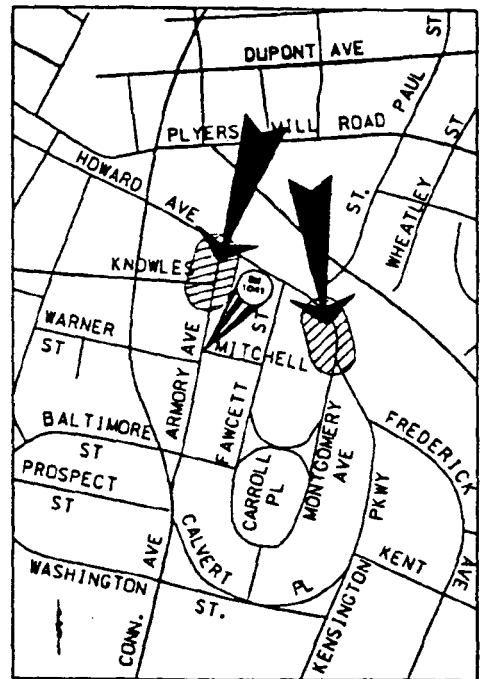 ST
DUPONT AVE
PAUL
ST.
PLYERS MILL ROAD
ST
WHEATLEY
HOWARD
AVE
KNOWLES
1041
ST
WARNER
ST
AVE
MITCHELL
ARMORY
FAWCETT
BALTIMORE
ST
MONTGOMERY
AVE
FREDERICK
AVE
PROSPECT
ST
CARROLL
PL
PKWY
KENSINGTON
CALVERT
PL
KENT
WASHINGTON
ST.
AVE
CONN.